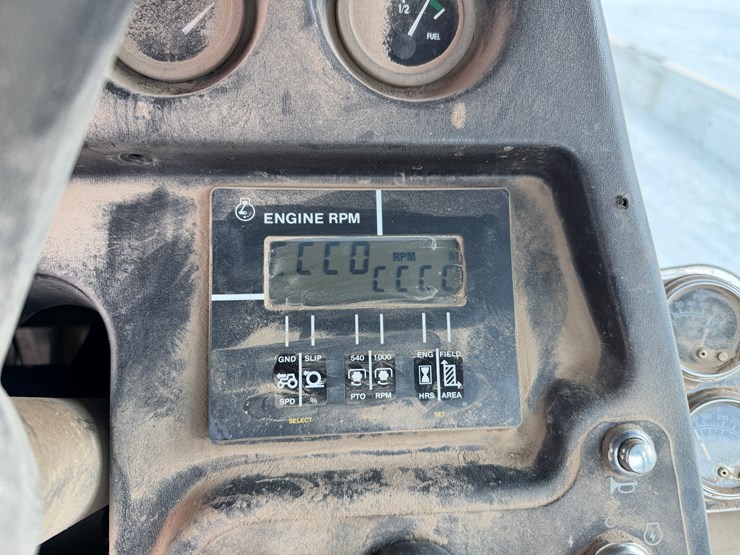 1/2
FUEL
ENGINE RPM
RPM
GND SLIP 540 1000 ENG FIELD
SPD % PTO RPM HRS AREA
SELECT SET